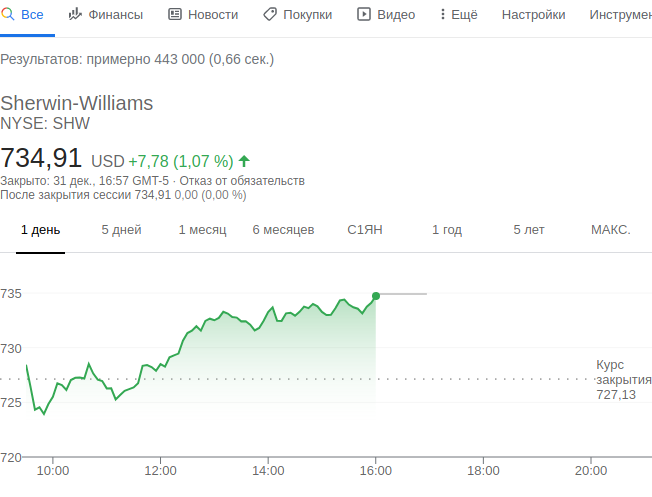 Все Финансы Новости Покупки Видео Ещё Настройки Инструмен
Результатов: примерно 443 000 (0,66 сек.)
Sherwin-Williams
NYSE: SHW
734,91 USD +7,78 (1,07 %)
Закрыто: 31 дек., 16:57 GMT-5 · Отказ от обязательств
После закрытия сессии 734,91 0,00 (0,00 %)
1 день 5 дней 1 месяц 6 месяцев С1ЯН 1 год 5 лет МАКС.
735
730
725
720
Курс
закрытия
727,13
10:00 12:00 14:00 16:00 18:00 20:00